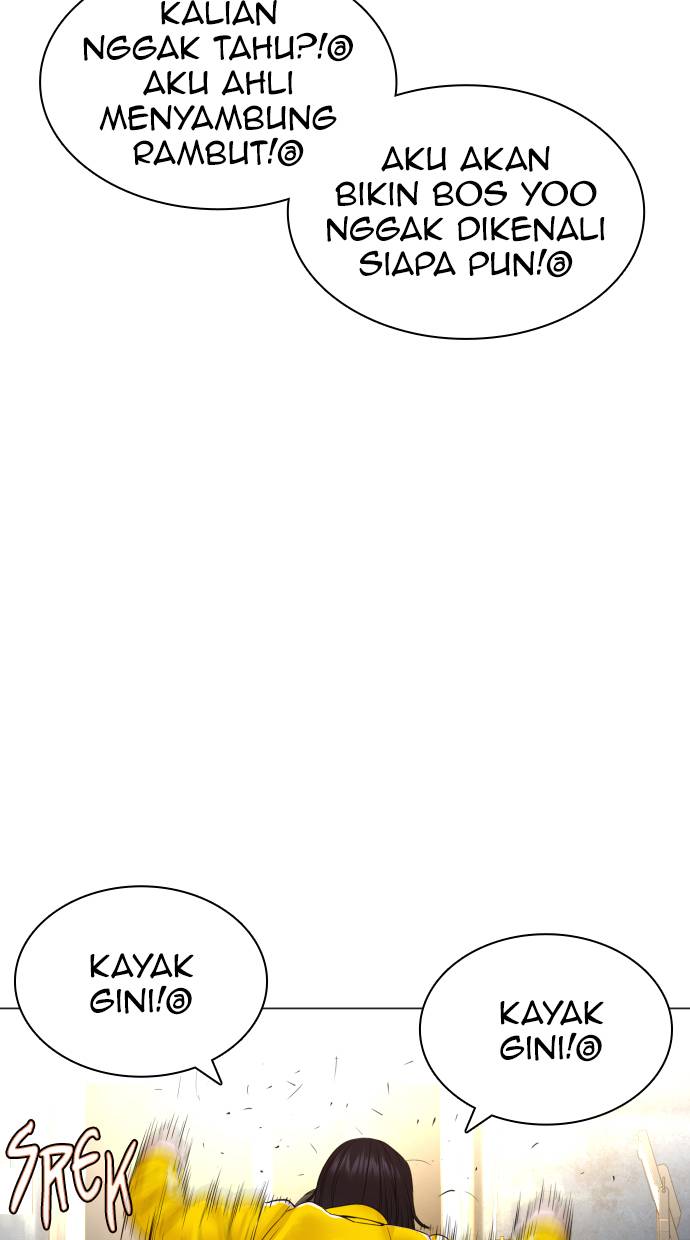 KALIAN
NGGAK TAHU?!@
AKU AHLI
MENYAMBUNG
RAMBUT!@
AKU AKAN
BIKIN BOS YOO
NGGAK DIKENALI
SIAPA PUN!@
KAYAK
GINI!@
KAYAK
GINI!@
SREK